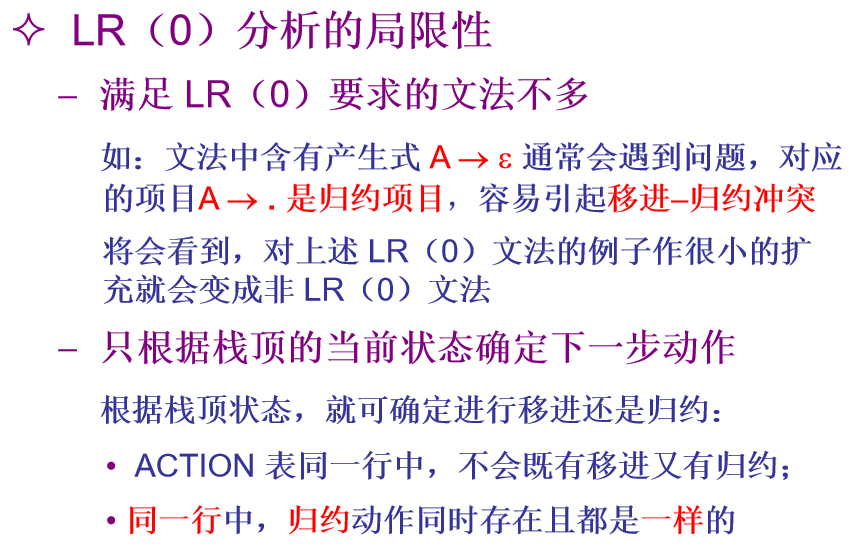 ✧ LR（0）分析的局限性
– 满足 LR（0）要求的文法不多
如：文法中含有产生式 A → ε 通常会遇到问题，对应
的项目A → . 是归约项目，容易引起移进–归约冲突
将会看到，对上述 LR（0）文法的例子作很小的扩
充就会变成非 LR（0）文法
– 只根据栈顶的当前状态确定下一步动作
根据栈顶状态，就可确定进行移进还是归约：
• ACTION 表同一行中，不会既有移进又有归约；
• 同一行中，归约动作同时存在且都是一样的